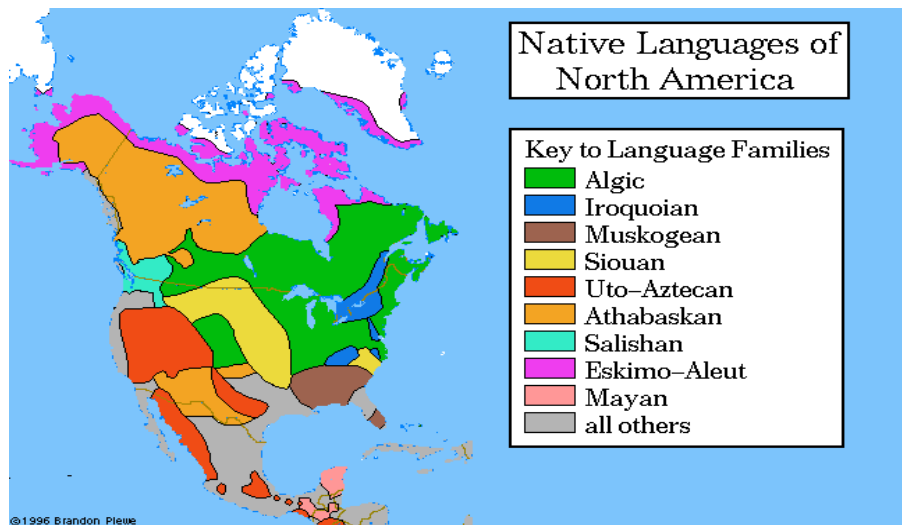 Native Languages of
North America
Key to Language Families
Algic
Iroquoian
Muskogean
Siouan
Uto–Aztecan
Athabaskan
Salishan
Eskimo–Aleut
Mayan
all others
©1996 Brandon Plewe